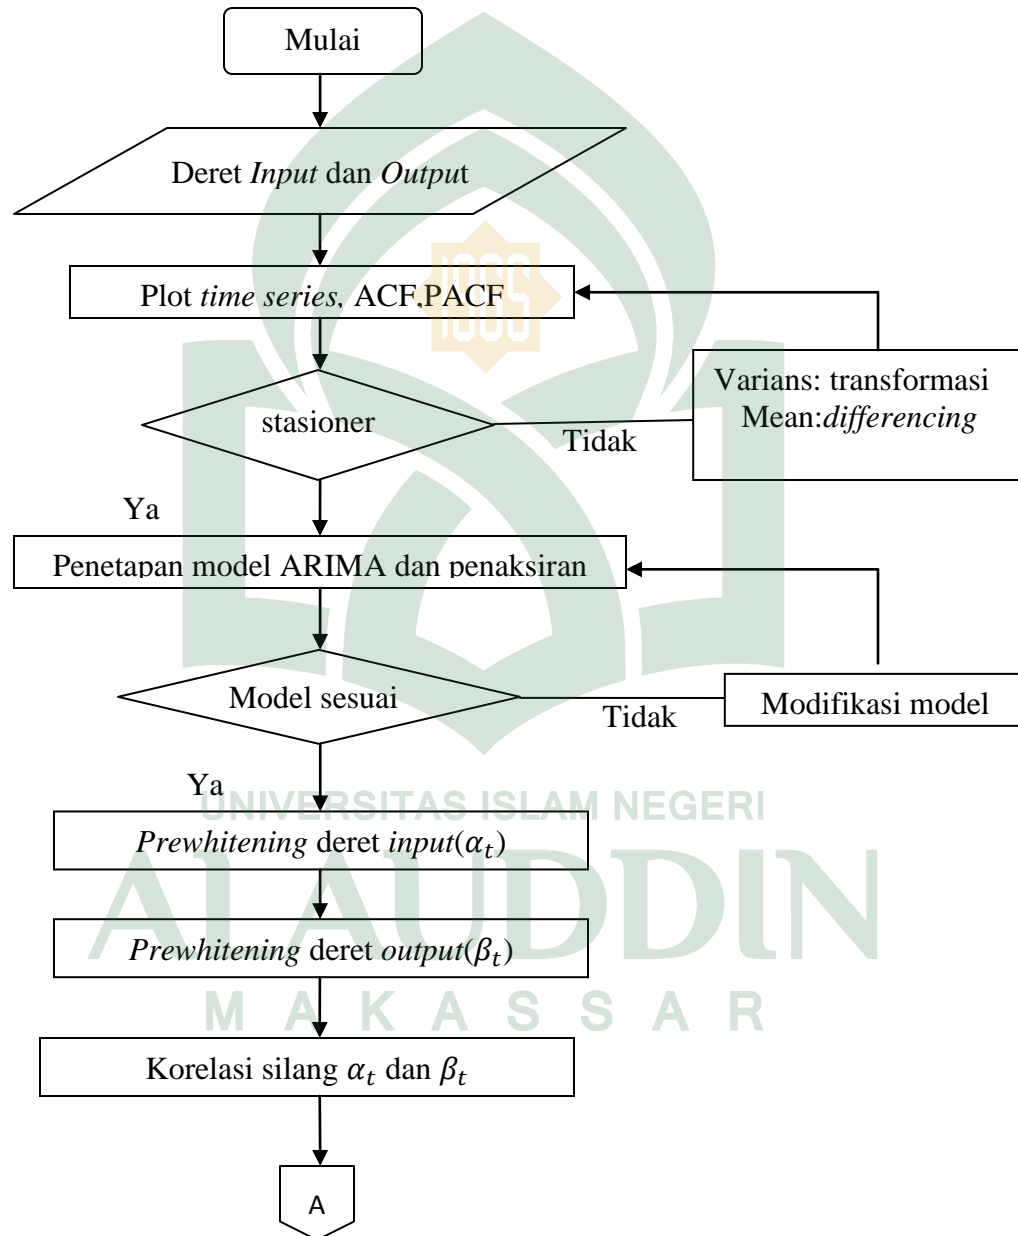 Mulai
Deret Input dan Output
Plot time series, ACF,PACF
Varians: transformasi
Mean:differencing
stasioner
Tidak
Ya
Penetapan model ARIMA dan penaksiran
Model sesuai
Tidak
Modifikasi model
Ya
UNIVERSITAS ISLAM NEGERI
Prewhitening deret input(αₜ)
ALAUDDIN
Prewhitening deret output(βₜ)
MAKASSAR
Korelasi silang αₜ dan βₜ
A